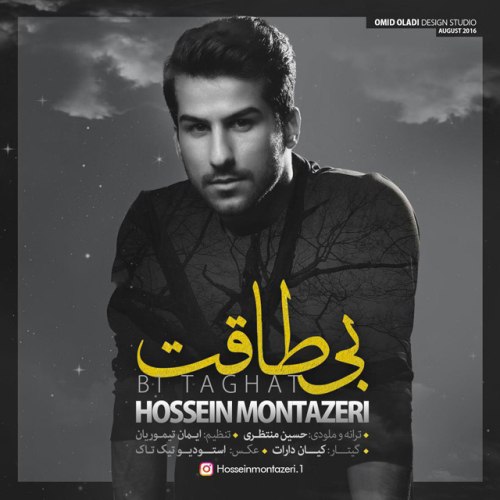 OMID OLADI DESIGN STUDIO
AUGUST 2016
بی طاقت
BI TAGHAT
HOSSEIN MONTAZERI
ترانه و ملودی: حسین منتظری ♦ تنظیم: ایمان تیموریان
گیتار: کیان دارات ♦ عکس: استودیو تیک تاک
Hosseinmontazeri.1